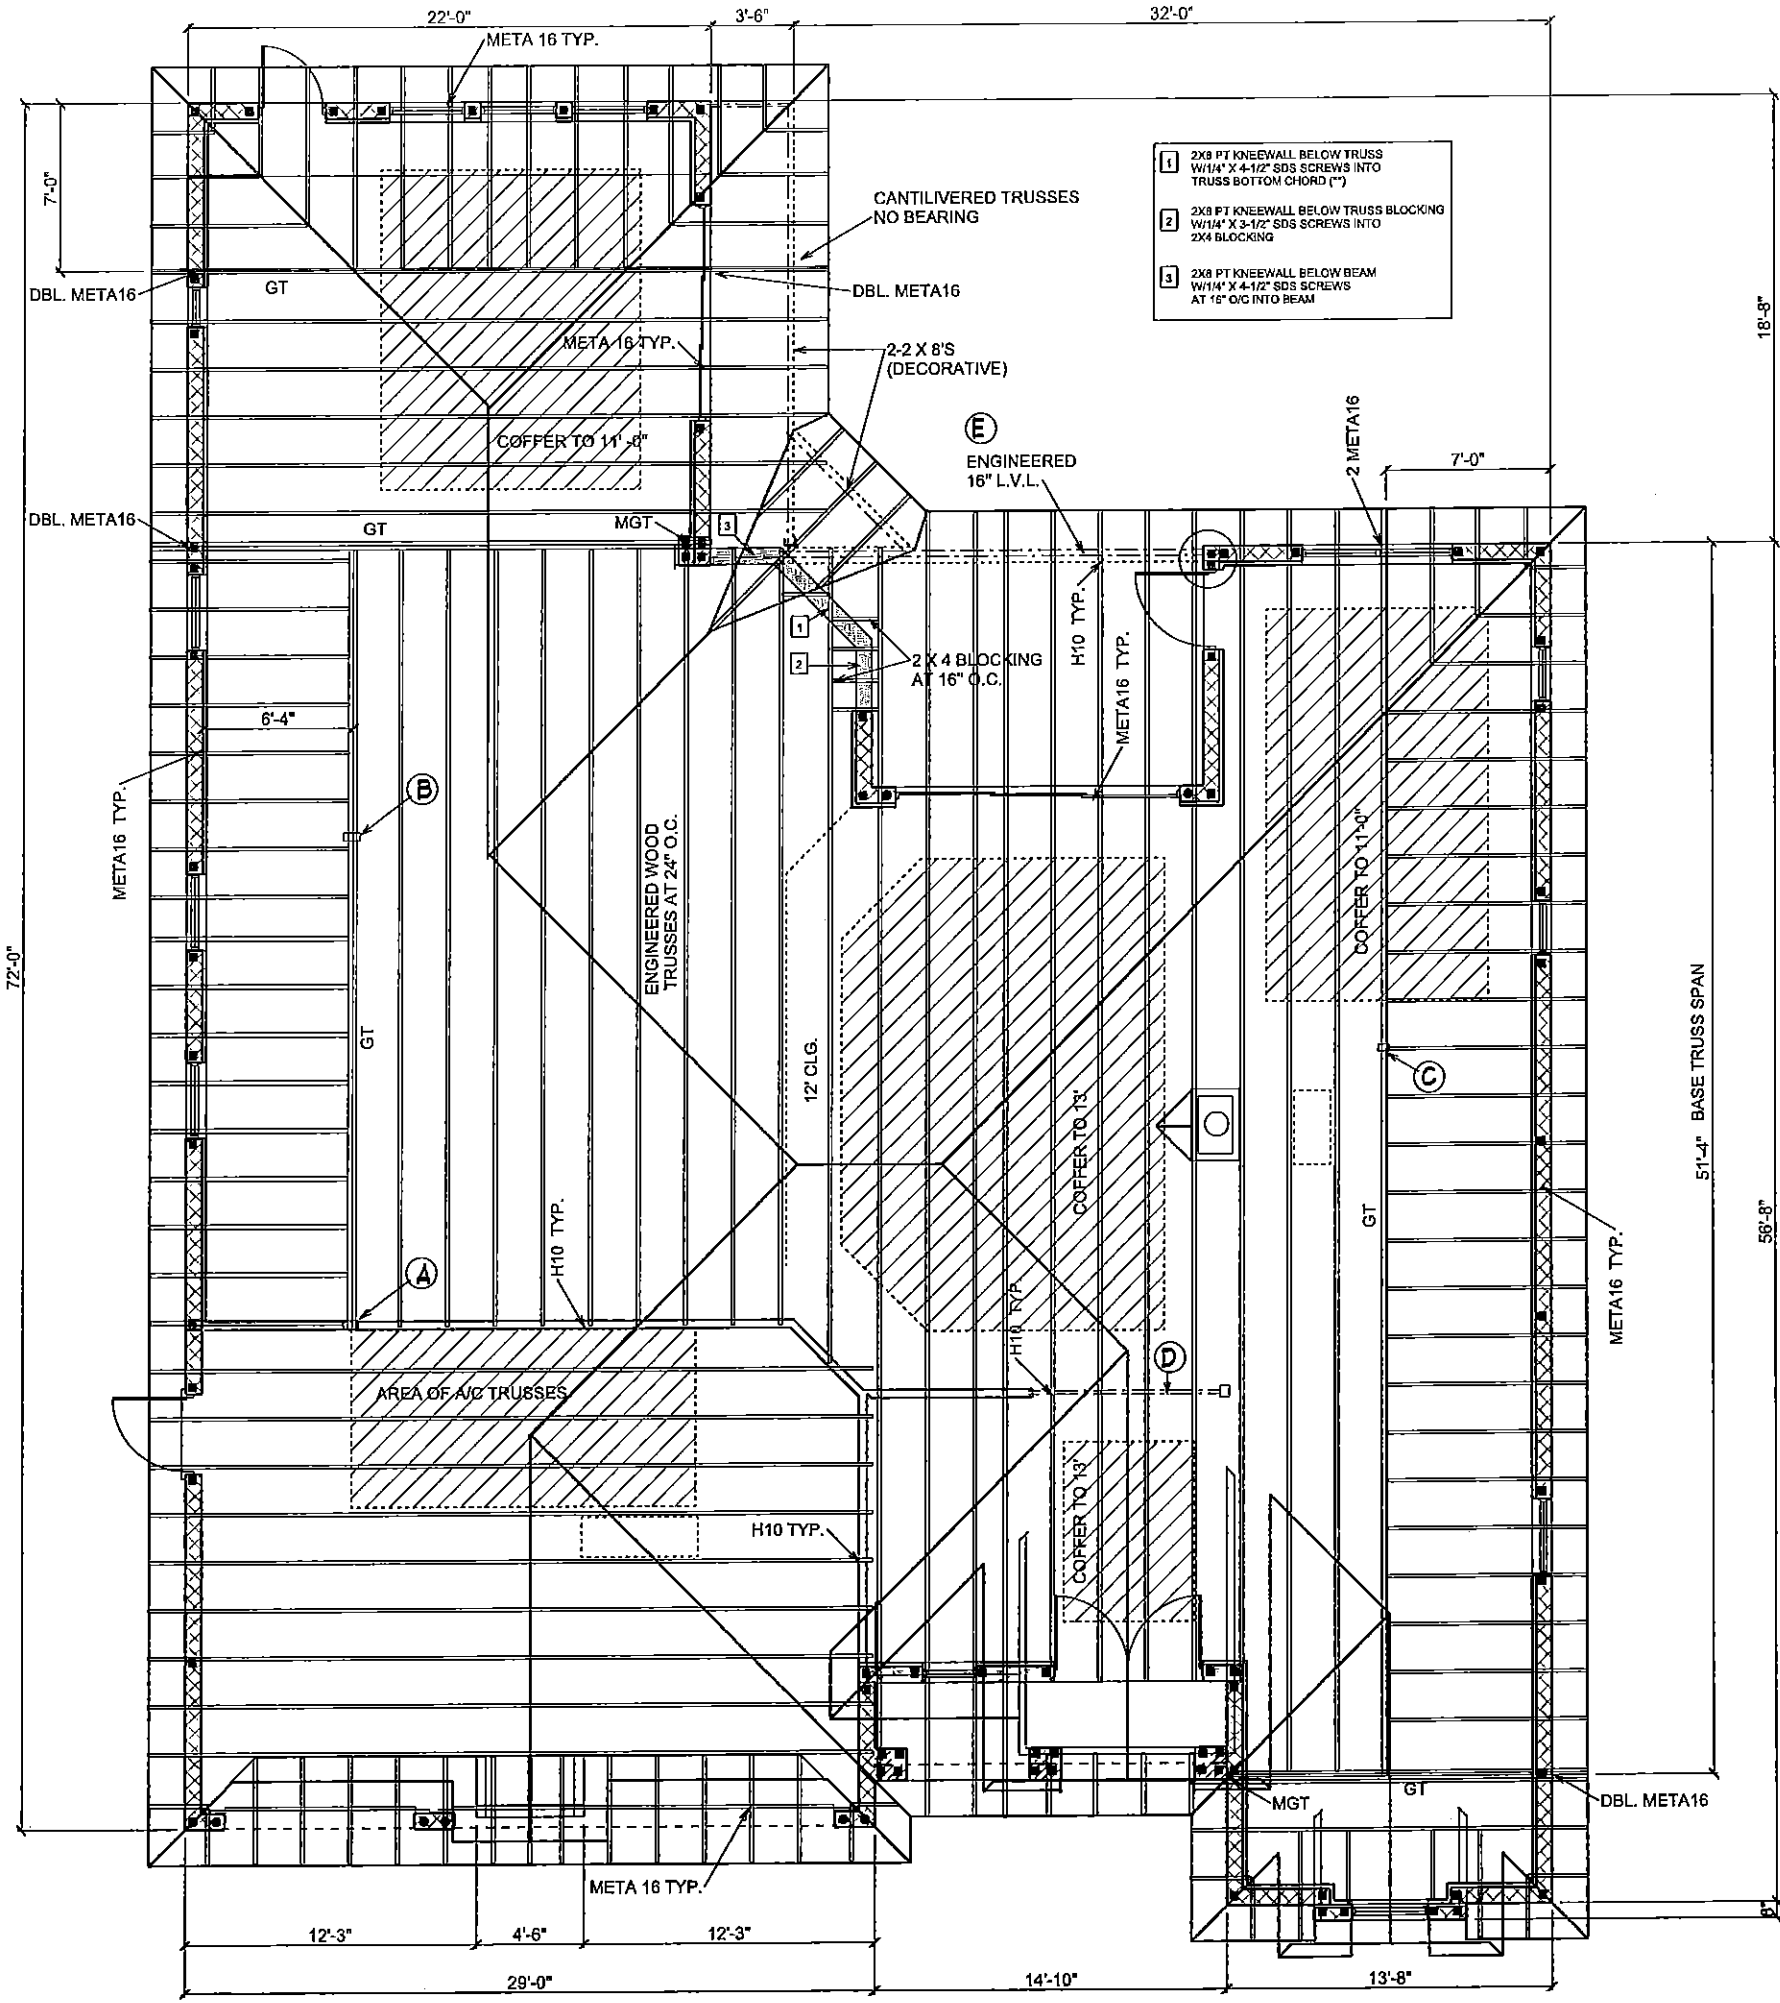 22'-0"
3'-6"
32'-0"
META 16 TYP.
7'-0"
CANTILIVERED TRUSSES
NO BEARING
1
2X8 PT KNEEWALL BELOW TRUSS
W/1/4" X 4-1/2" SDS SCREWS INTO
TRUSS BOTTOM CHORD (**)
2
2X8 PT KNEEWALL BELOW TRUSS BLOCKING
W/1/4" X 3-1/2" SDS SCREWS INTO
2X4 BLOCKING
3
2X8 PT KNEEWALL BELOW BEAM
W/1/4" X 4-1/2" SDS SCREWS
AT 16" O/C INTO BEAM
DBL. META16
GT
DBL. META16
18'-8"
META 16 TYP.
2-2 X 8'S
(DECORATIVE)
COFFER TO 11'-0"
E
ENGINEERED
16" L.V.L.
2 META16
7'-0"
DBL. META16
GT
MGT
3
H10 TYP.
1
2
2 X 4 BLOCKING
AT 16" O.C.
META16 TYP.
6'-4"
B
META16 TYP.
ENGINEERED WOOD
TRUSSES AT 24" O.C.
COFFER TO 11'-0"
72'-0"
GT
12' CLG.
COFFER TO 13'
C
51'-4" BASE TRUSS SPAN
56'-8"
GT
META16 TYP.
H10 TYP.
A
H10 TYP
D
AREA OF A/C TRUSSES
H10 TYP.
COFFER TO 13'
GT
MGT
DBL. META16
META 16 TYP.
8"
12'-3"
4'-6"
12'-3"
29'-0"
14'-10"
13'-8"